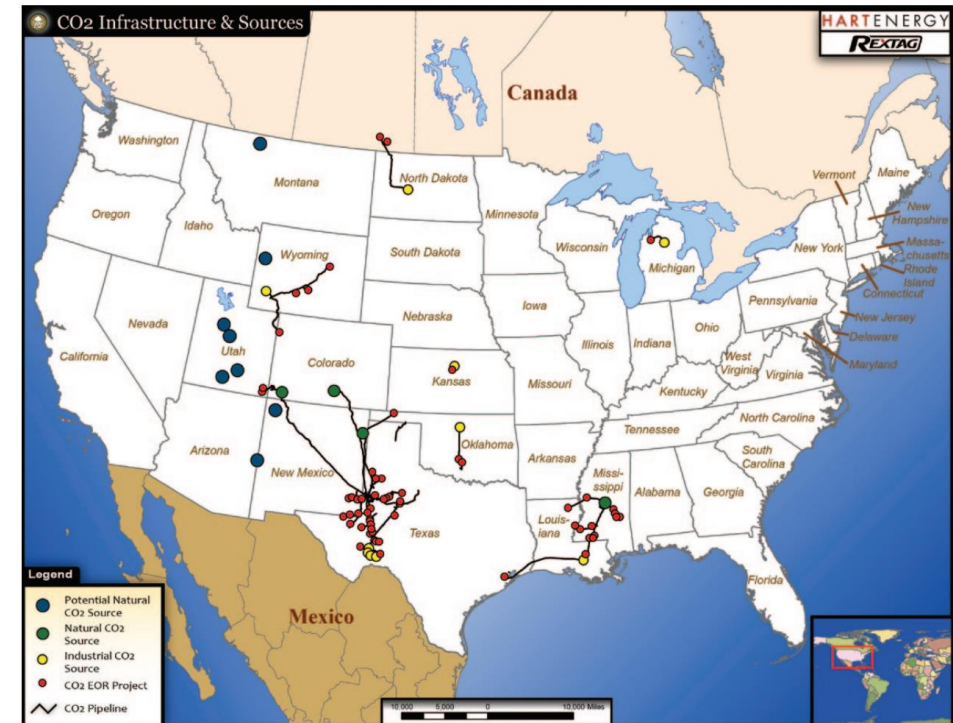 CO2 Infrastructure & Sources
HARTENERGY
REXTAG
Canada
Washington
Montana
North Dakota
Minnesota
Vermont
Maine
Oregon
Idaho
Wyoming
South Dakota
Wisconsin
Michigan
New York
New
Hampshire
Massa-
chusetts
Rhode
Island
Connecticut
Nevada
Utah
Colorado
Nebraska
Iowa
Illinois
Indiana
Ohio
Pennsylvania
New Jersey
Delaware
Maryland
California
Kansas
Missouri
Kentucky
West
Virginia
Virginia
Arizona
New Mexico
Oklahoma
Arkansas
Tennessee
North Carolina
South
Carolina
Texas
Louis-
iana
Missi-
ssippi
Alabama
Georgia
Florida
Mexico
Legend
Potential Natural
CO2 Source
Natural CO2
Source
Industrial CO2
Source
CO2 EOR Project
CO2 Pipeline
10,000 5,000 0 10,000 Miles